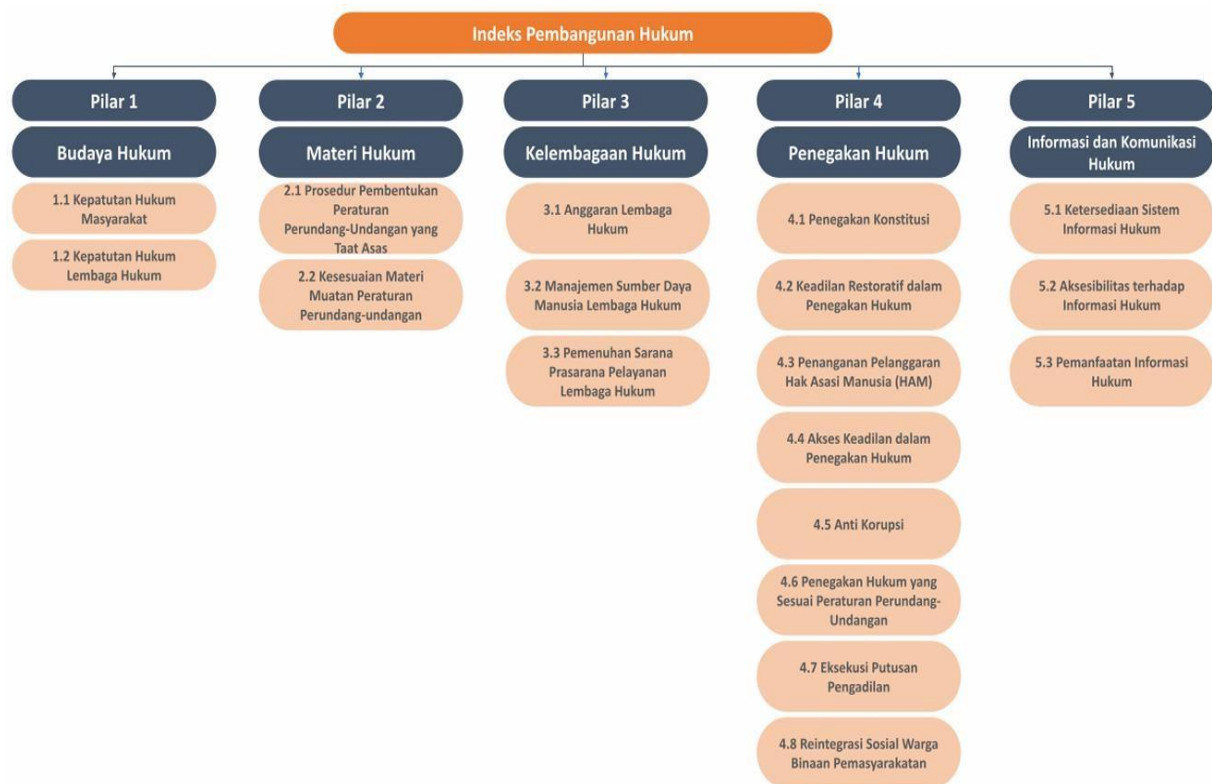 Indeks Pembangunan Hukum
Pilar 1
Budaya Hukum
1.1 Kepatutan Hukum
Masyarakat
1.2 Kepatutan Hukum
Lembaga Hukum
Pilar 2
Materi Hukum
2.1 Prosedur Pembentukan
Peraturan
Perundang-Undangan yang
Taat Asas
2.2 Kesesuaian Materi
Muatan Peraturan
Perundang-undangan
Pilar 3
Kelembagaan Hukum
3.1 Anggaran Lembaga
Hukum
3.2 Manajemen Sumber Daya
Manusia Lembaga Hukum
3.3 Pemenuhan Sarana
Prasarana Pelayanan
Lembaga Hukum
Pilar 4
Penegakan Hukum
4.1 Penegakan Konstitusi
4.2 Keadilan Restoratif dalam
Penegakan Hukum
4.3 Penanganan Pelanggaran
Hak Asasi Manusia (HAM)
4.4 Akses Keadilan dalam
Penegakan Hukum
4.5 Anti Korupsi
4.6 Penegakan Hukum yang
Sesuai Peraturan Perundang-
Undangan
4.7 Eksekusi Putusan
Pengadilan
4.8 Reintegrasi Sosial Warga
Binaan Pemasyarakatan
Pilar 5
Informasi dan Komunikasi
Hukum
5.1 Ketersediaan Sistem
Informasi Hukum
5.2 Aksesibilitas terhadap
Informasi Hukum
5.3 Pemanfaatan Informasi
Hukum